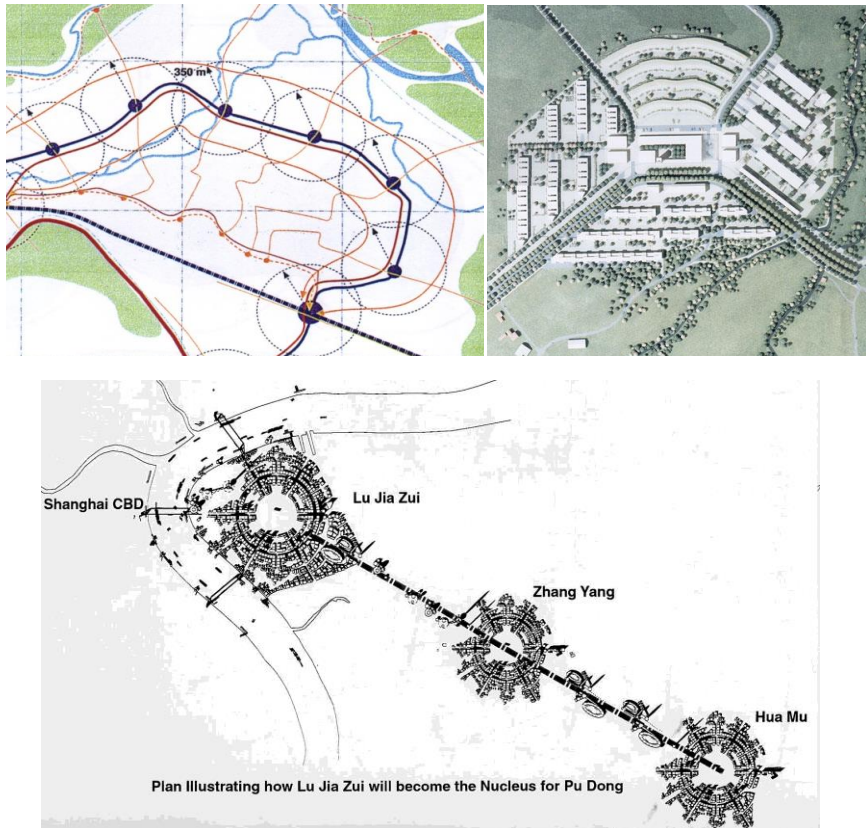 350 m
Shanghai CBD
Lu Jia Zui
Zhang Yang
Hua Mu
Plan Illustrating how Lu Jia Zui will become the Nucleus for Pu Dong